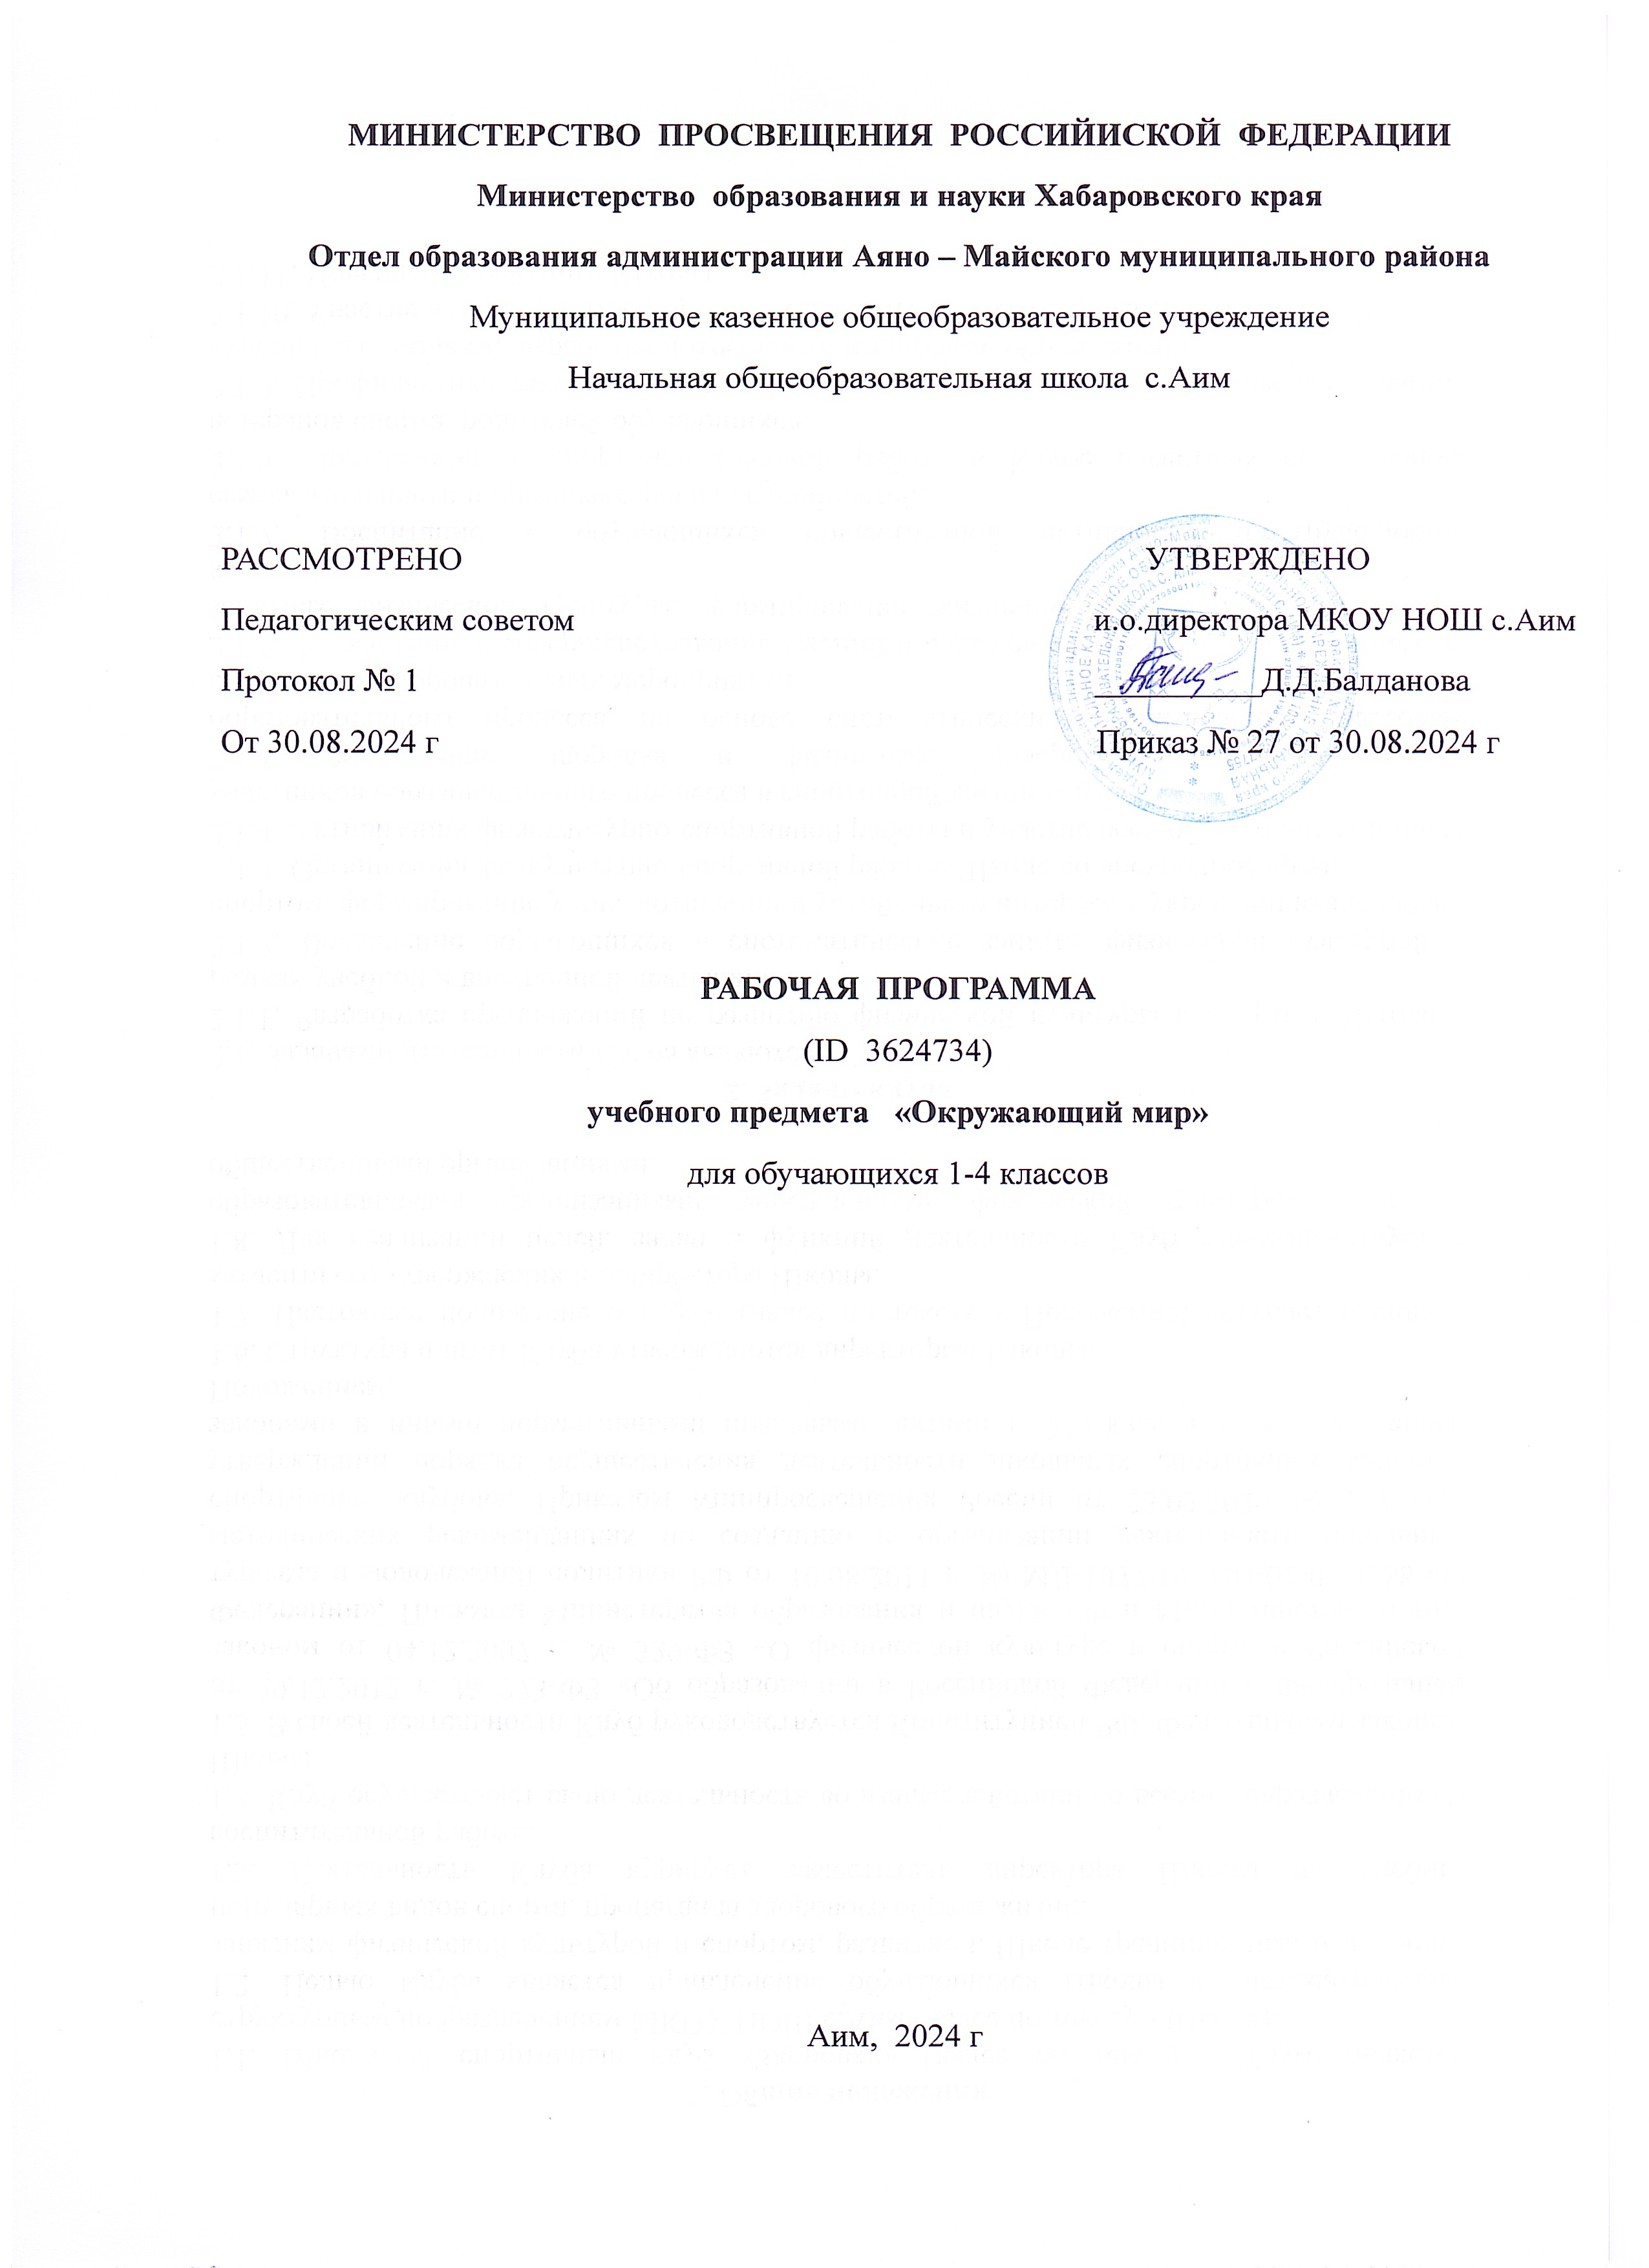 МИНИСТЕРСТВО ПРОСВЕЩЕНИЯ РОССИЙИСКОЙ ФЕДЕРАЦИИ
Министерство образования и науки Хабаровского края
Отдел образования администрации Аяно – Майского муниципального района
Муниципальное казенное общеобразовательное учреждение
Начальная общеобразовательная школа с.Аим
РАССМОТРЕНО УТВЕРЖДЕНО
Педагогическим советом и.о.директора МКОУ НОШ с.Аим
Протокол № 1 __________Д.Д.Балданова
От 30.08.2024 г Приказ № 27 от 30.08.2024 г
РАБОЧАЯ ПРОГРАММА
(ID 3624734)
учебного предмета «Окружающий мир»
для обучающихся 1-4 классов
Аим, 2024 г